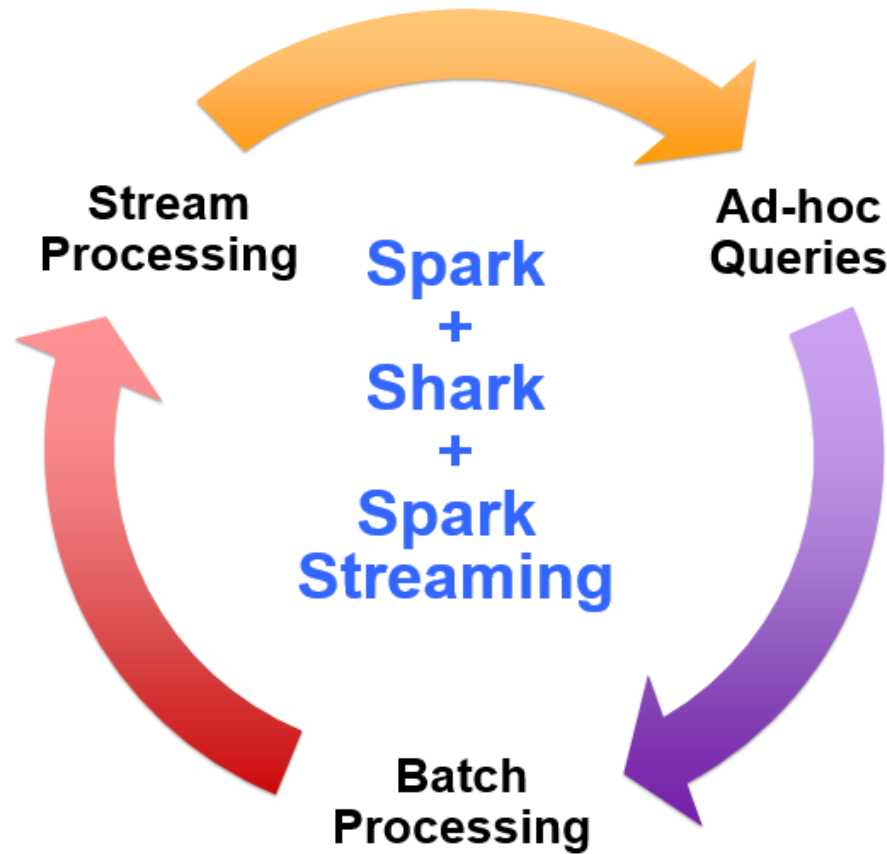 Stream
Processing
Ad-hoc
Queries
Spark
+
Shark
+
Spark
Streaming
Batch
Processing